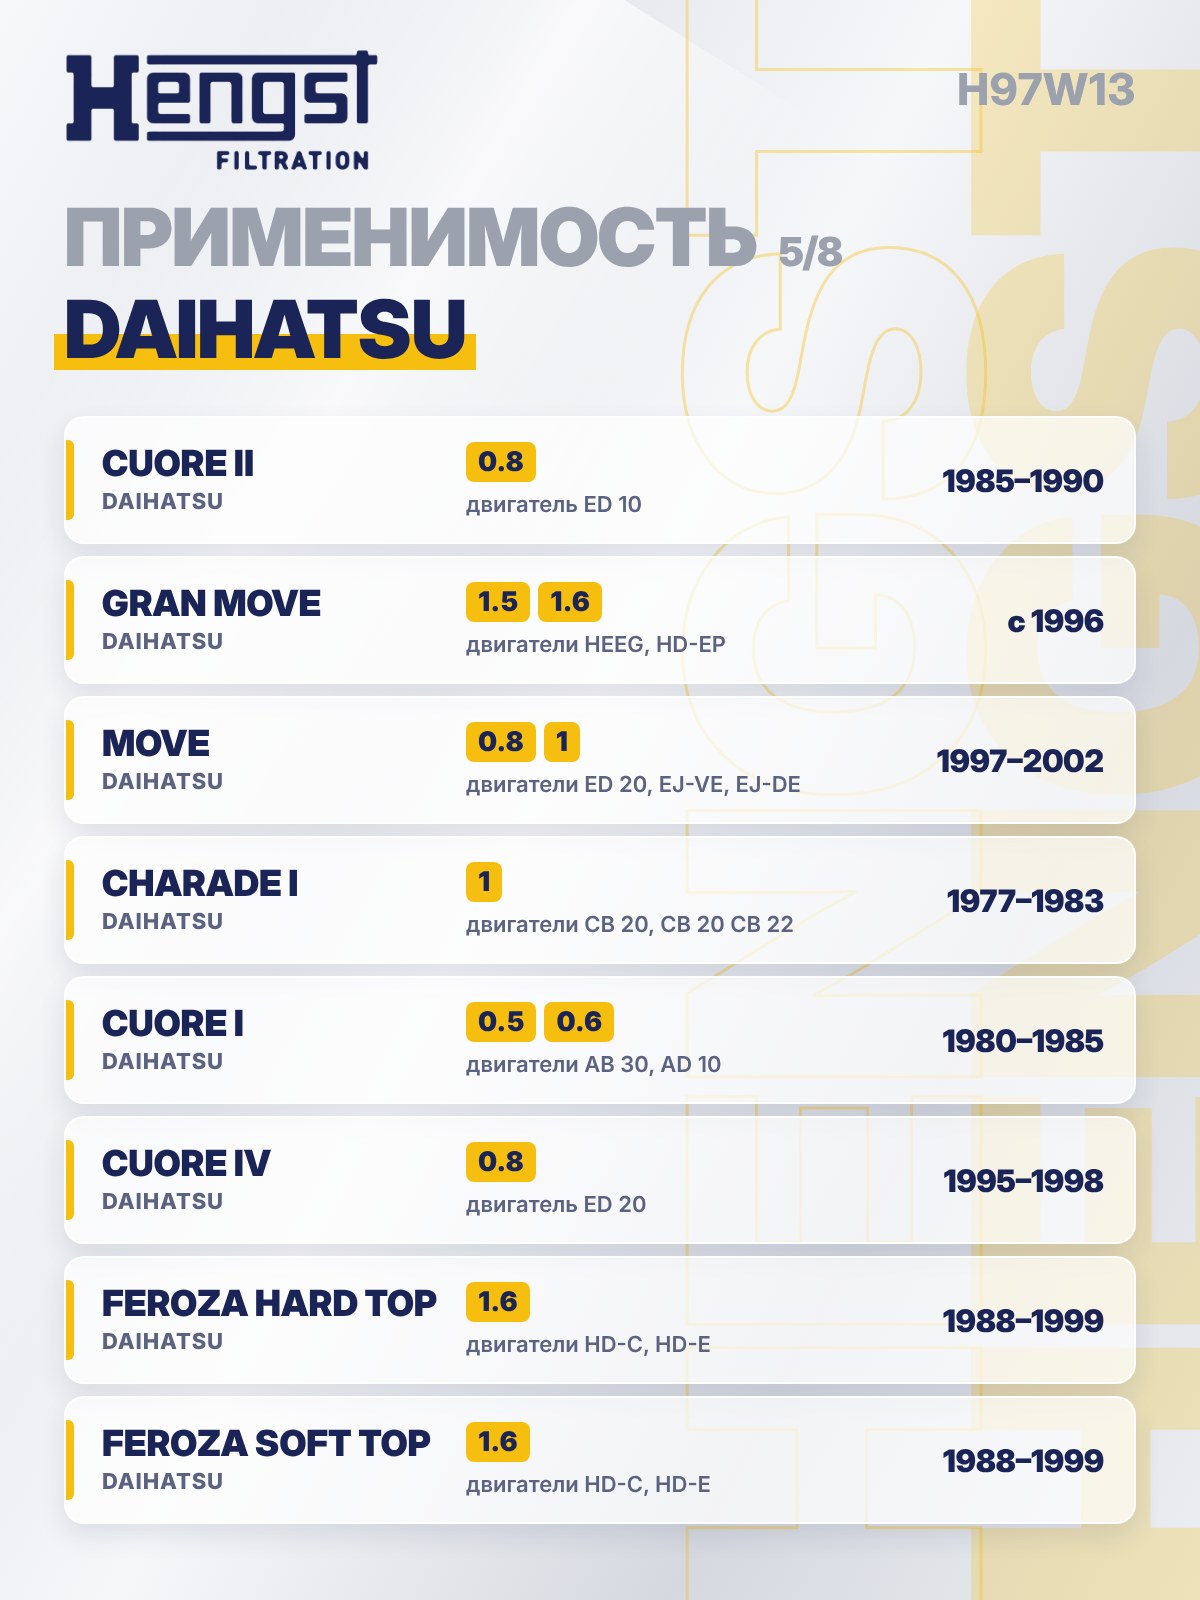 Hengst
FILTRATION
H97W13
ПРИМЕНИМОСТЬ 5/8
DAIHATSU
CUORE II
DAIHATSU
0.8
двигатель ED 10
1985–1990
GRAN MOVE
DAIHATSU
1.5 1.6
двигатели HEEG, HD-EP
с 1996
MOVE
DAIHATSU
0.8 1
двигатели ED 20, EJ-VE, EJ-DE
1997–2002
CHARADE I
DAIHATSU
1
двигатели CB 20, CB 20 CB 22
1977–1983
CUORE I
DAIHATSU
0.5 0.6
двигатели AB 30, AD 10
1980–1985
CUORE IV
DAIHATSU
0.8
двигатель ED 20
1995–1998
FEROZA HARD TOP
DAIHATSU
1.6
двигатели HD-C, HD-E
1988–1999
FEROZA SOFT TOP
DAIHATSU
1.6
двигатели HD-C, HD-E
1988–1999
HENGST
HENGST